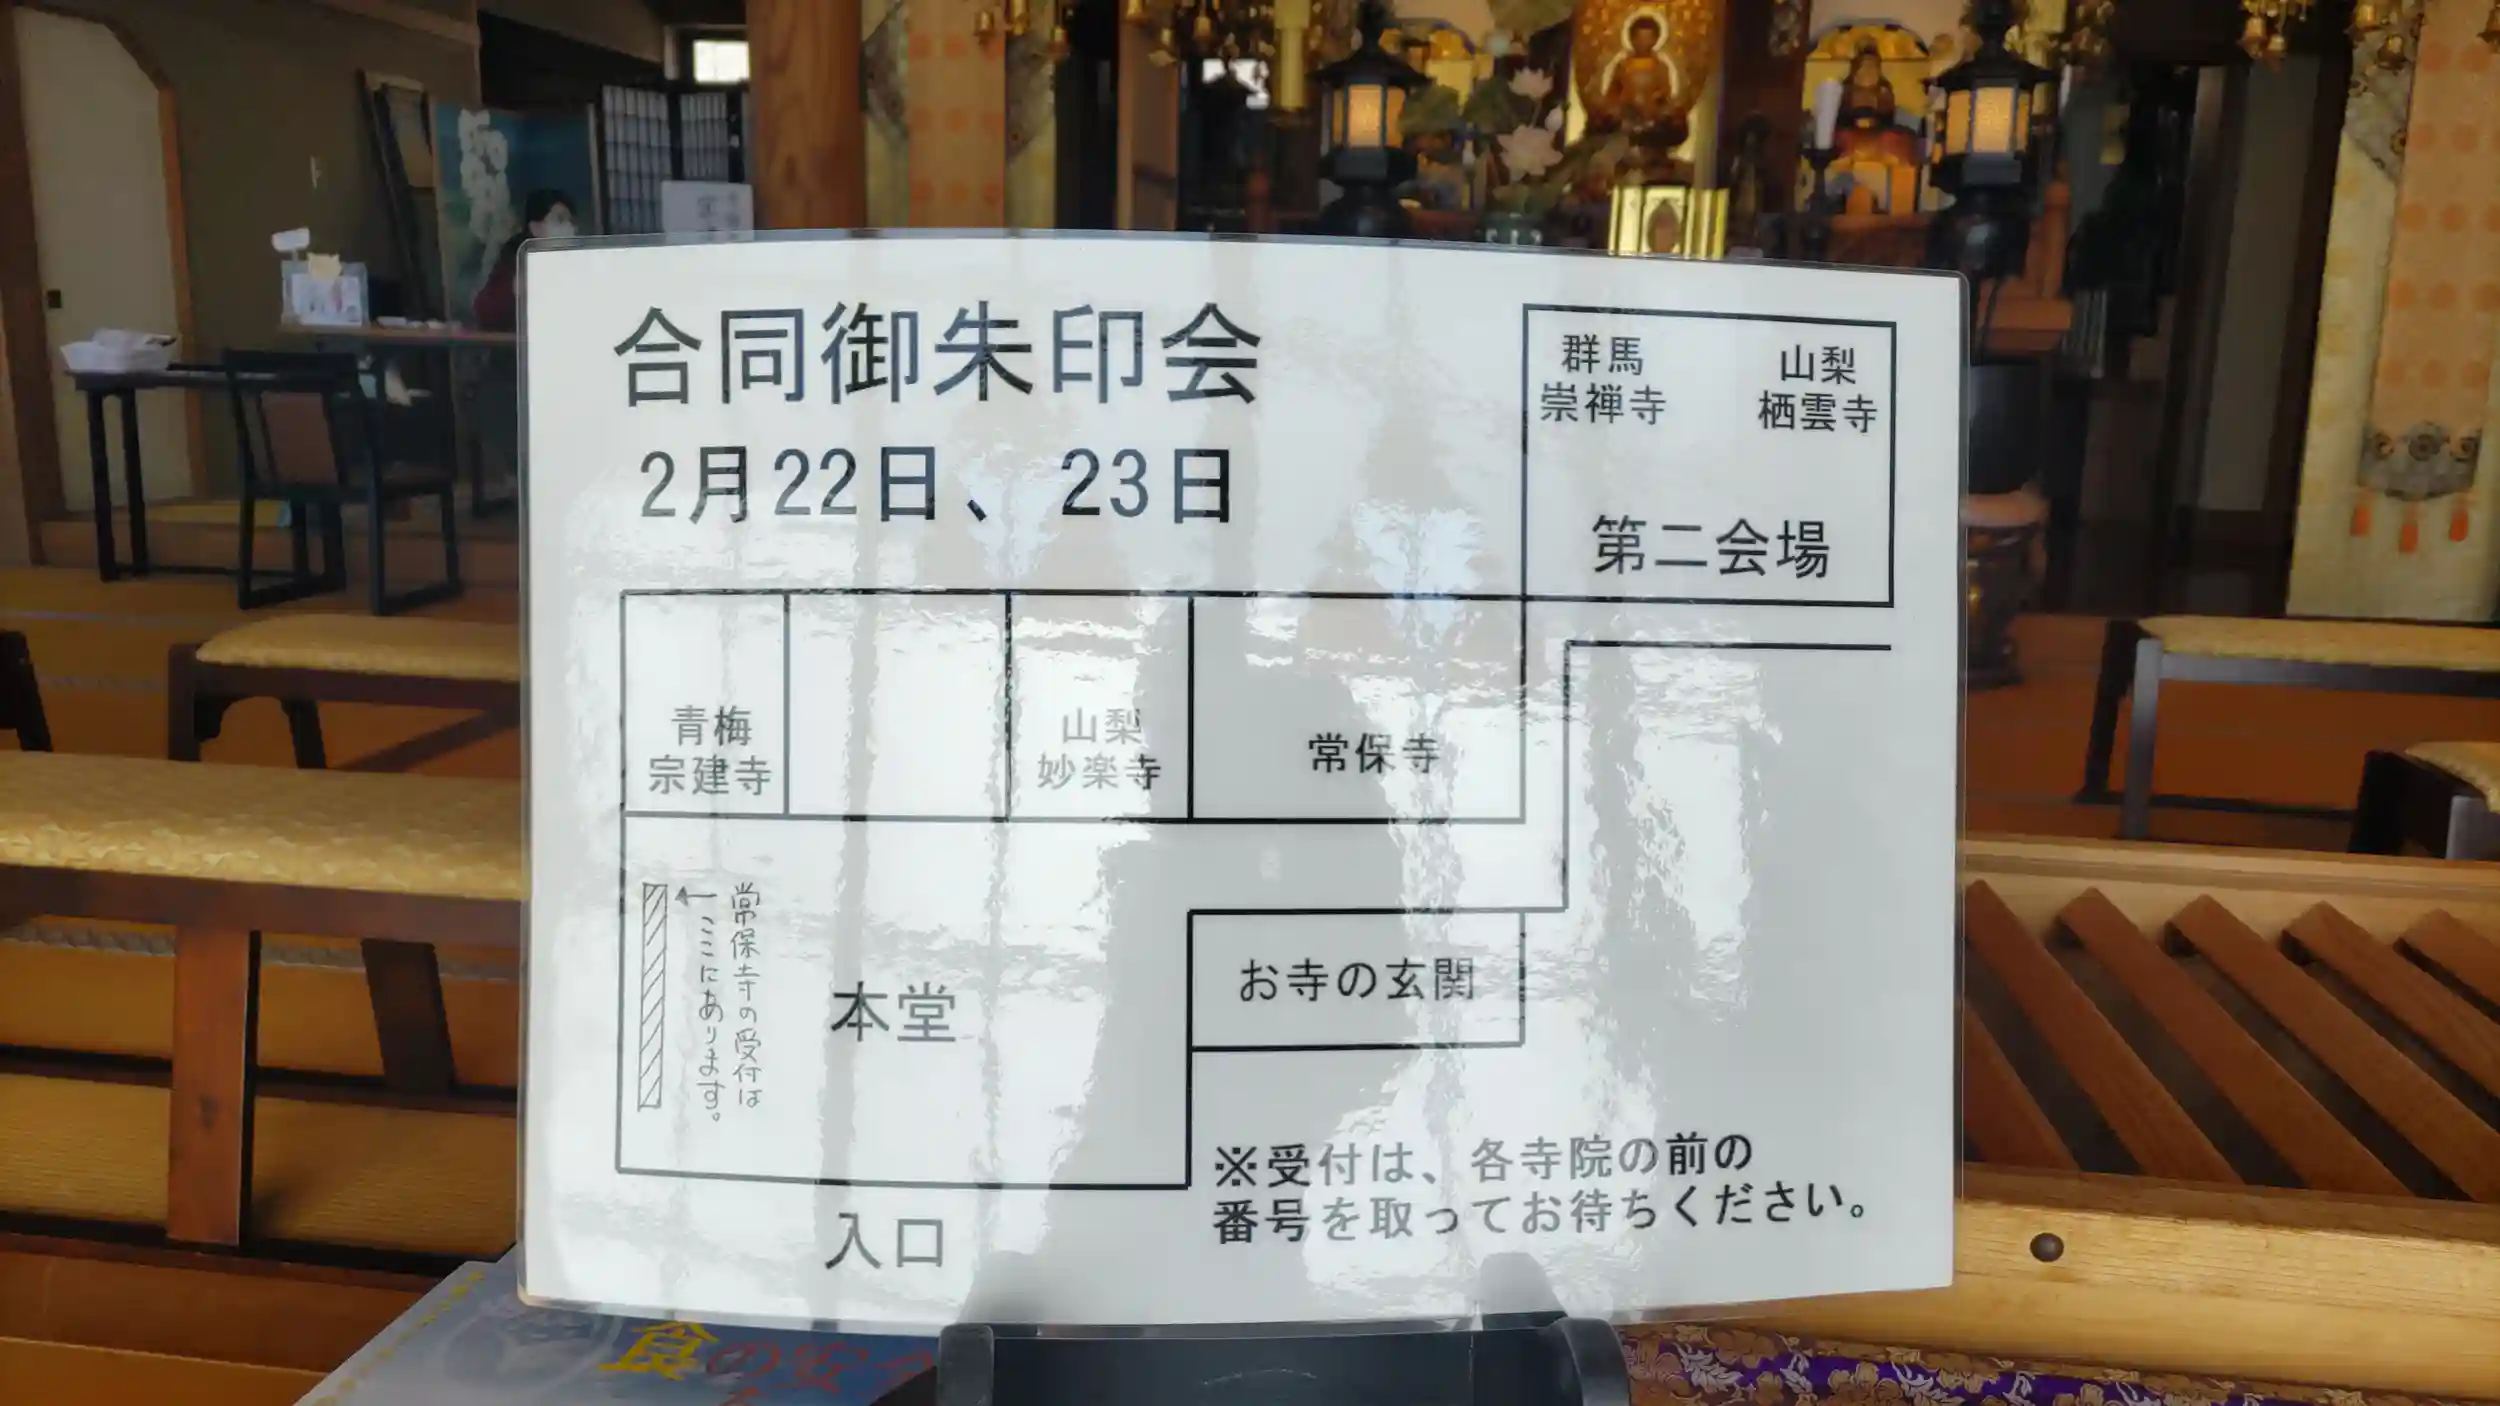 合同御朱印会
2月22日、23日
群馬
崇禅寺
山梨
栖雲寺
第二会場
青梅
宗建寺
山梨
妙楽寺
常保寺
常保寺の受付は
←ここにあります。
本堂
お寺の玄関
入口
※受付は、各寺院の前の
番号を取ってお待ちください。
食の安